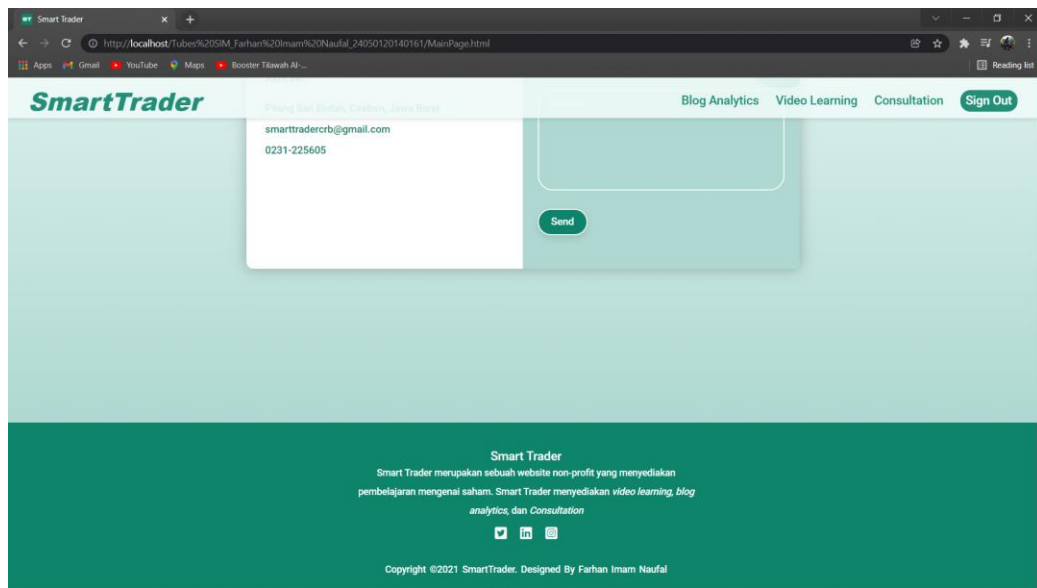 Smart Trader
http://localhost/Tubes%20SIM_Farhan%20Imam%20Naufal_24050120140161/MainPage.html
Apps Gmail YouTube Maps Booster Tilawah Al-...
Reading list
SmartTrader
Blog Analytics Video Learning Consultation Sign Out
Pilang Sari Endah, Cirebon, Jawa Barat
smarttradercrb@gmail.com
0231-225605
Send
Smart Trader
Smart Trader merupakan sebuah website non-profit yang menyediakan
pembelajaran mengenai saham. Smart Trader menyediakan video learning, blog
analytics, dan Consultation
Copyright ©2021 SmartTrader. Designed By Farhan Imam Naufal